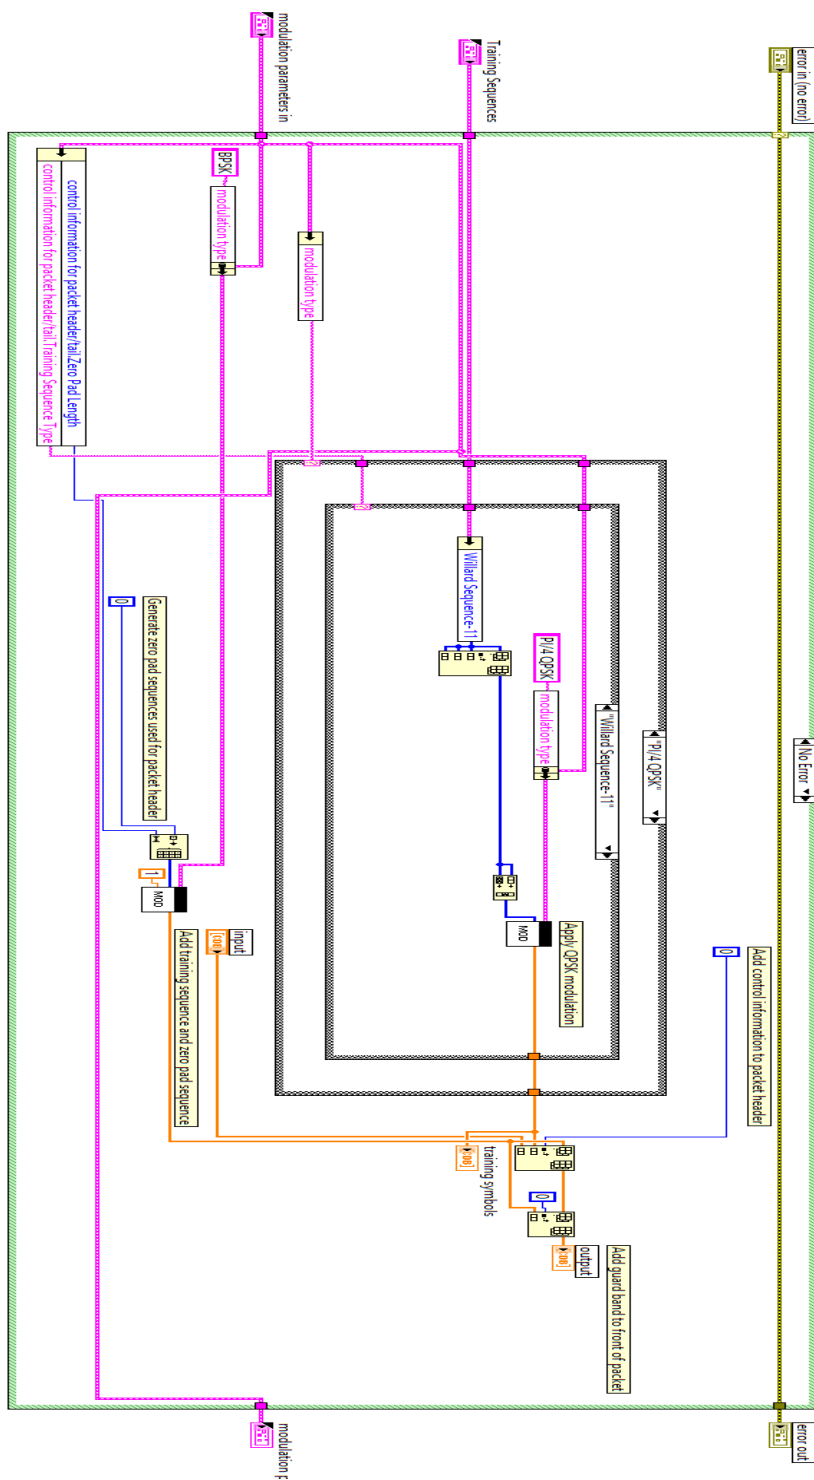 error in (no error)
No Error
error out
Add control information to packet header
0
"PI/4 QPSK"
Add guard band to front of packet
"Willard Sequence-11"
output
[DB]
Apply QPSK modulation
PI/4 QPSK
modulation type
MOD
0
Training Sequences
Willard Sequence-11
training symbols
[DB]
modulation parameters in
modulation type
input
[CDB]
BPSK
modulation type
Add training sequence and zero pad sequence
1
MOD
Generate zero pad sequences used for packet header
0
control information for packet header/tail.Zero Pad Length
control information for packet header/tail.Training Sequence Type
modulation p